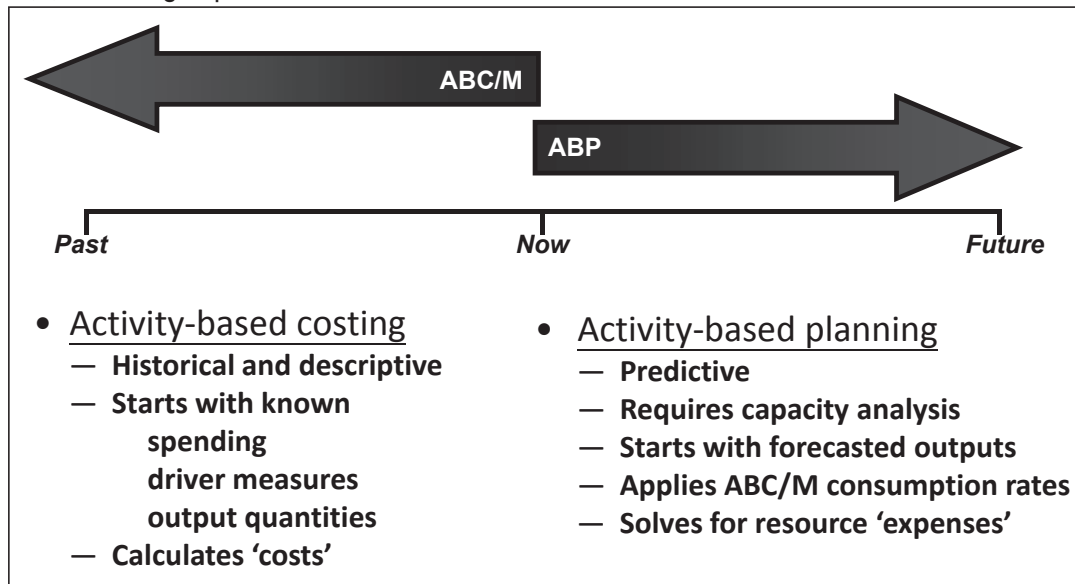 ABC/M
ABP
Past
Now
Future
• Activity-based costing
— Historical and descriptive
— Starts with known
spending
driver measures
output quantities
— Calculates ‘costs’
• Activity-based planning
— Predictive
— Requires capacity analysis
— Starts with forecasted outputs
— Applies ABC/M consumption rates
— Solves for resource ‘expenses’